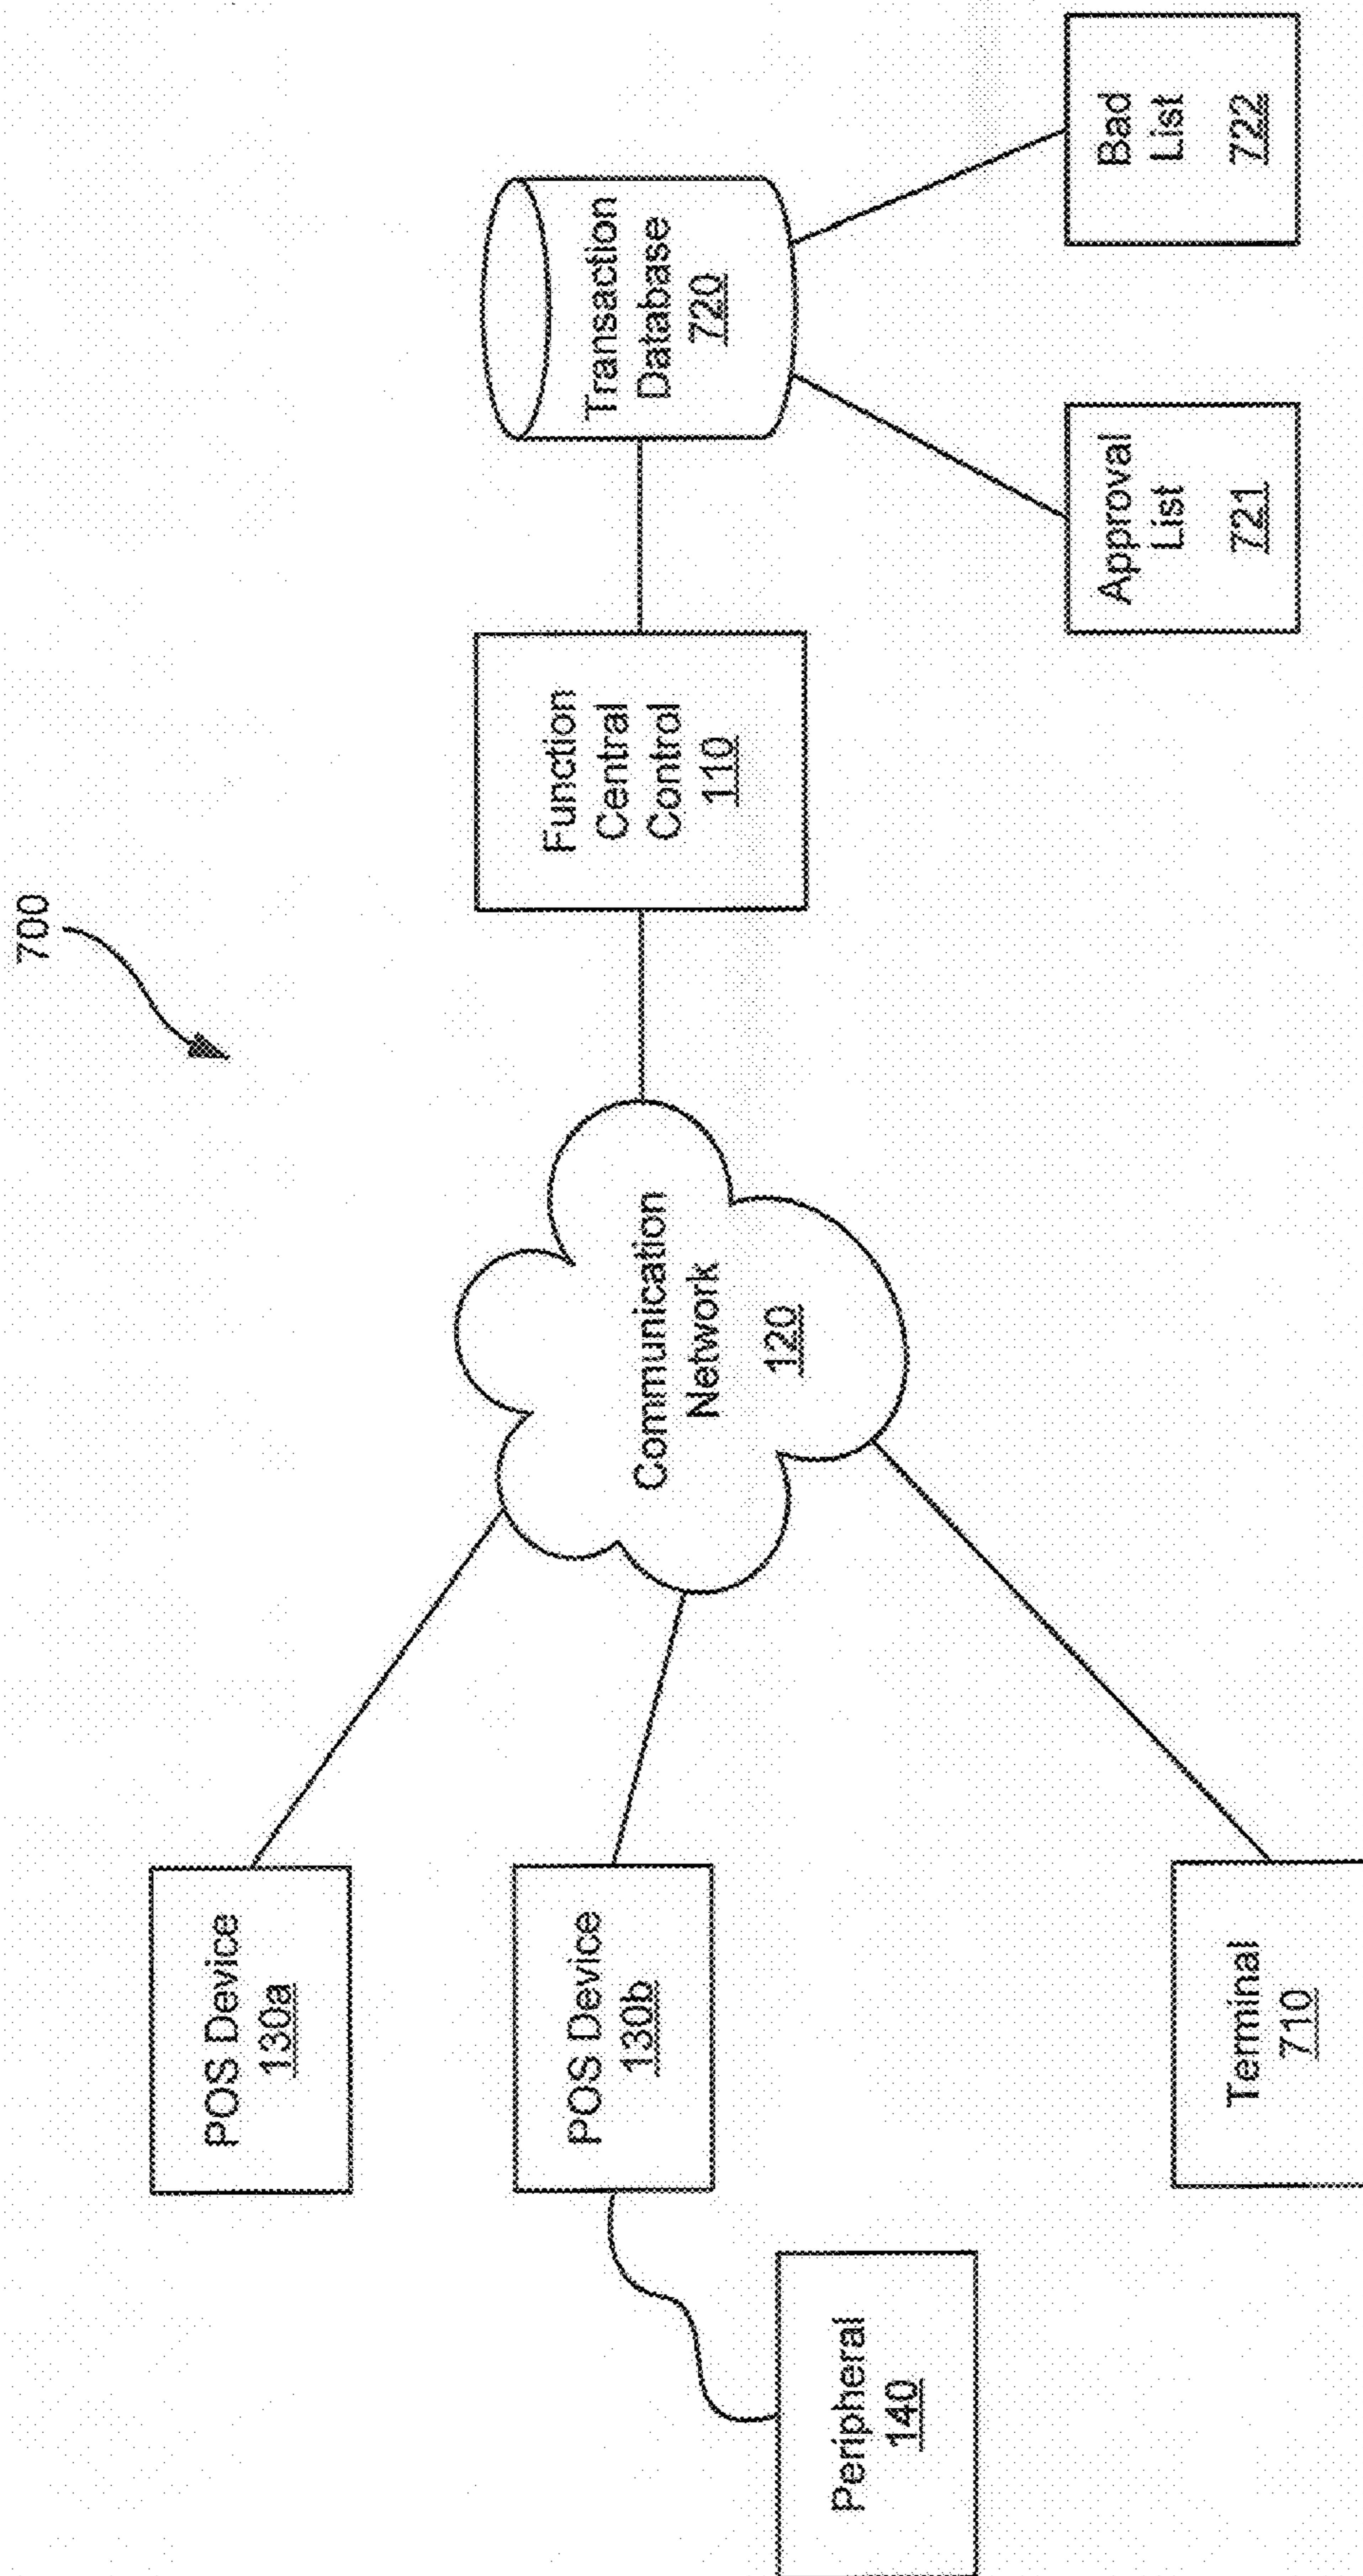 700
POS Device
130a
POS Device
130b
Peripheral
140
Terminal
710
Communication
Network
120
Function
Central
Control
110
Transaction
Database
720
Approval
List
721
Bad
List
722